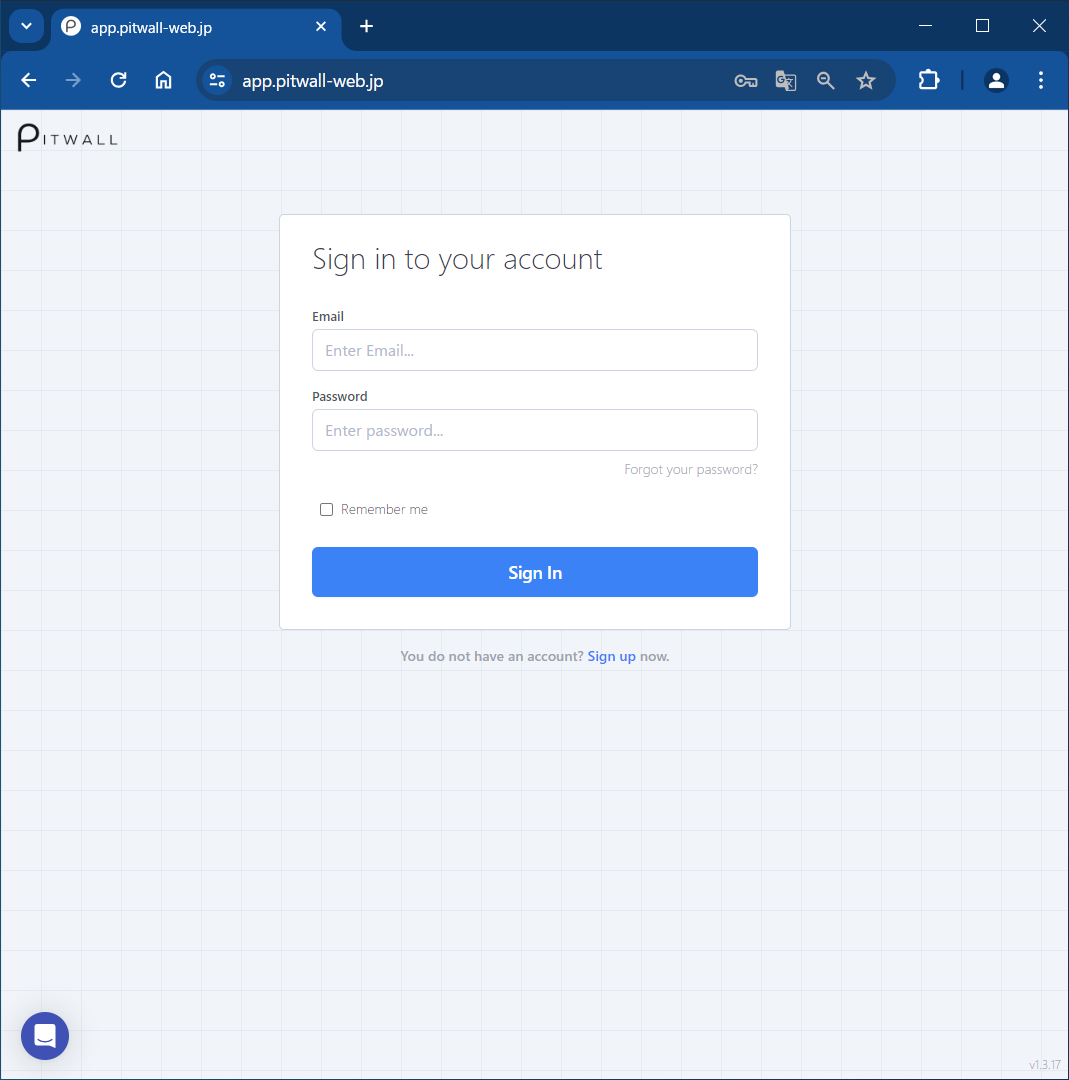 app.pitwall-web.jp
app.pitwall-web.jp
PITWALL
Sign in to your account
Email
Enter Email...
Password
Enter password...
Forgot your password?
Remember me
Sign In
You do not have an account? Sign up now.
v1.3.17